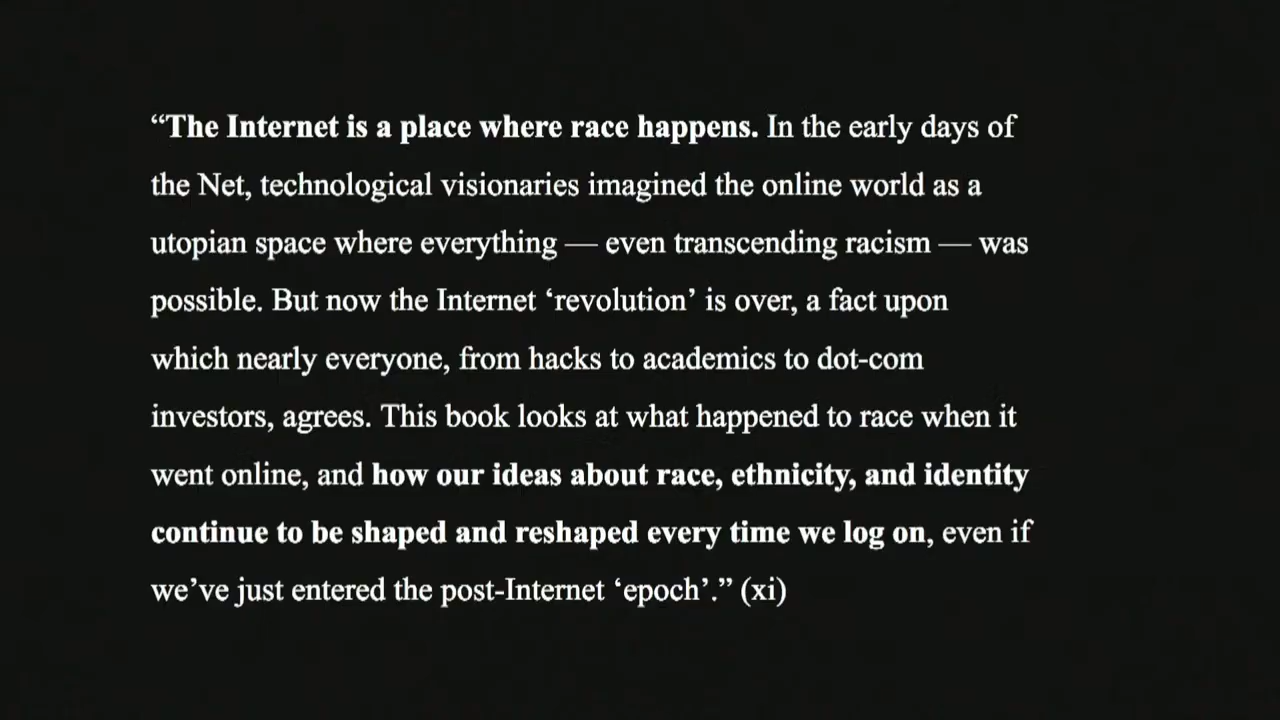 “The Internet is a place where race happens. In the early days of
the Net, technological visionaries imagined the online world as a
utopian space where everything — even transcending racism — was
possible. But now the Internet ‘revolution’ is over, a fact upon
which nearly everyone, from hacks to academics to dot-com
investors, agrees. This book looks at what happened to race when it
went online, and how our ideas about race, ethnicity, and identity
continue to be shaped and reshaped every time we log on, even if
we’ve just entered the post-Internet ‘epoch’.” (xi)